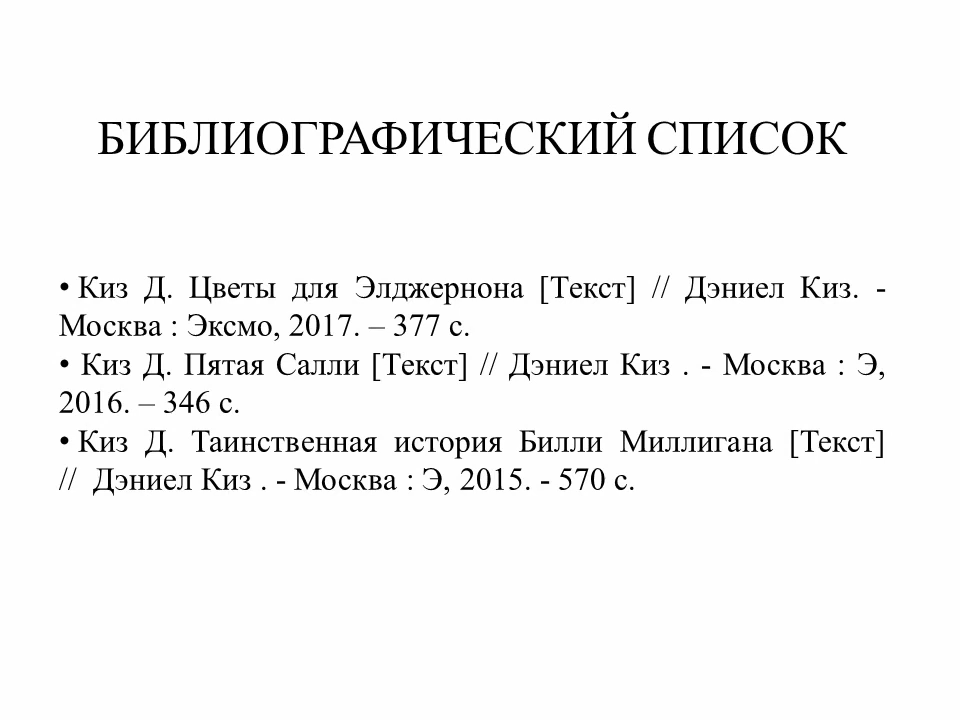 БИБЛИОГРАФИЧЕСКИЙ СПИСОК
• Киз Д. Цветы для Элджернона [Текст] // Дэниел Киз. -
Москва : Эксмо, 2017. – 377 с.
• Киз Д. Пятая Салли [Текст] // Дэниел Киз . - Москва : Э,
2016. – 346 с.
• Киз Д. Таинственная история Билли Миллигана [Текст]
// Дэниел Киз . - Москва : Э, 2015. - 570 с.